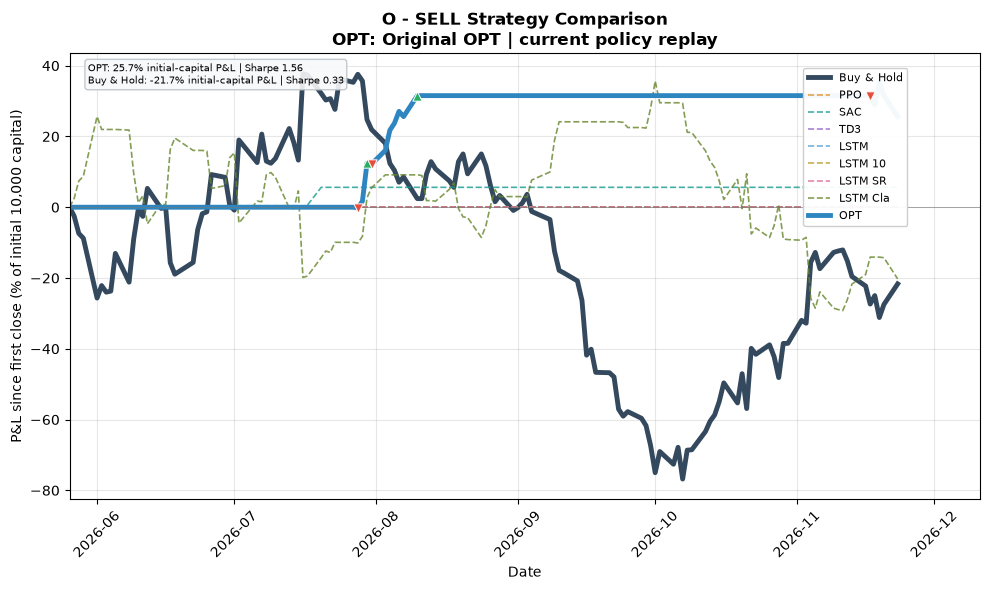 O - SELL Strategy Comparison
OPT: Original OPT | current policy replay
OPT: 25.7% initial-capital P&L | Sharpe 1.56
Buy & Hold: -21.7% initial-capital P&L | Sharpe 0.33
Buy & Hold
PPO
SAC
TD3
LSTM
LSTM 10
LSTM SR
LSTM Cla
OPT
P&L since first close (% of initial 10,000 capital)
40
20
0
−20
−40
−60
−80
2026-06
2026-07
2026-08
2026-09
2026-10
2026-11
2026-12
Date